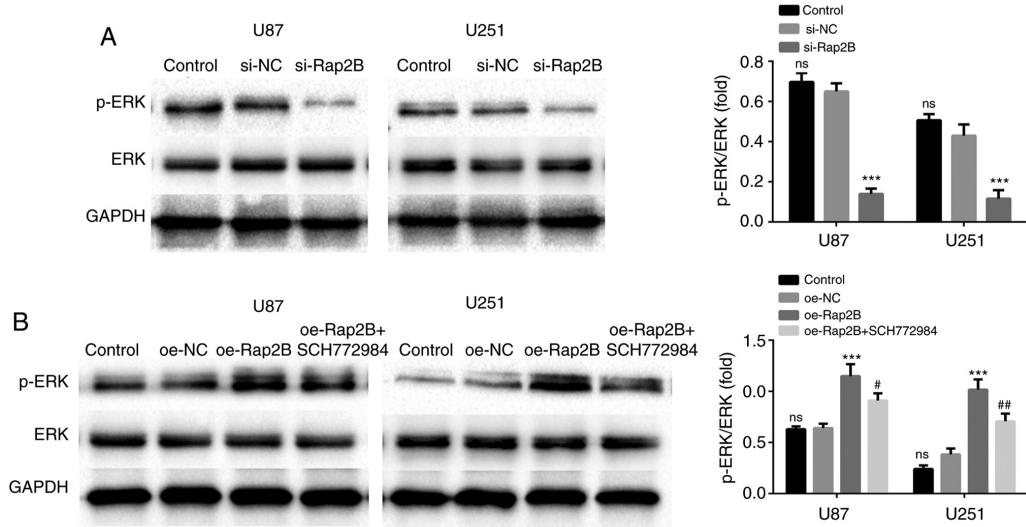 A
U87
U251
Control si-NC si-Rap2B
Control si-NC si-Rap2B
p-ERK
ERK
GAPDH
Control
si-NC
si-Rap2B
p-ERK/ERK (fold)
0.8
0.6
0.4
0.2
0.0
ns
***
ns
***
U87 U251
B
U87
U251
Control oe-NC oe-Rap2B oe-Rap2B+
SCH772984
Control oe-NC oe-Rap2B oe-Rap2B+
SCH772984
p-ERK
ERK
GAPDH
Control
oe-NC
oe-Rap2B
oe-Rap2B+SCH772984
p-ERK/ERK (fold)
1.5
0.0
0.5
0.0
ns
***
#
ns
***
##
U87 U251